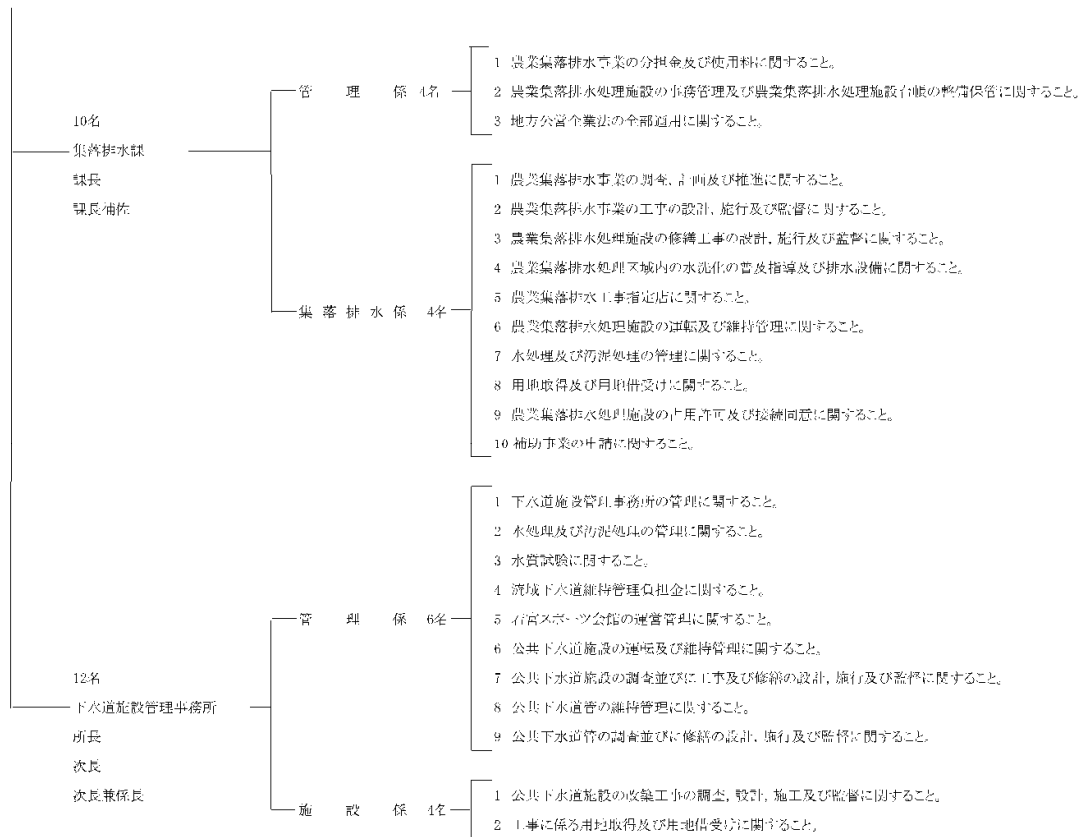 10名
集落排水課
課長
課長補佐
管理係 4名
1 農業集落排水事業の分担金及び使用料に関すること。
2 農業集落排水処理施設の事務管理及び農業集落排水処理施設台帳の整備保管に関すること。
3 地方公営企業法の全部適用に関すること。
集落排水係 4名
1 農業集落排水事業の調査、計画及び推進に関すること。
2 農業集落排水事業の工事の設計、施行及び監督に関すること。
3 農業集落排水処理施設の修繕工事の設計，施行及び監督に関すること。
4 農業集落排水処理区域内の水洗化の普及指導及び排水設備に関すること。
5 農業集落排水工事指定店に関すること。
6 農業集落排水処理施設の運転及び維持管理に関すること。
7 水処理及び汚泥処理の管理に関すること。
8 用地取得及び用地借受けに関すること。
9 農業集落排水処理施設の占用許可及び接続同意に関すること。
10 補助事業の申請に関すること。
12名
下水道施設管理事務所
所長
次長
次長兼係長
管理係 6名
1 下水道施設管理事務所の管理に関すること。
2 水処理及び汚泥処理の管理に関すること。
3 水質試験に関すること。
4 流域下水道維持管理負担金に関すること。
5 石宮スポーツ会館の運営管理に関すること。
6 公共下水道施設の運転及び維持管理に関すること。
7 公共下水道施設の調査並びに工事及び修繕の設計，施行及び監督に関すること。
8 公共下水道管の維持管理に関すること。
9 公共下水道管の調査並びに修繕の設計、施行及び監督に関すること。
施設係 4名
1 公共下水道施設の改築工事の調査，設計，施工及び監督に関すること。
2 工事に係る用地取得及び用地借受けに関すること。